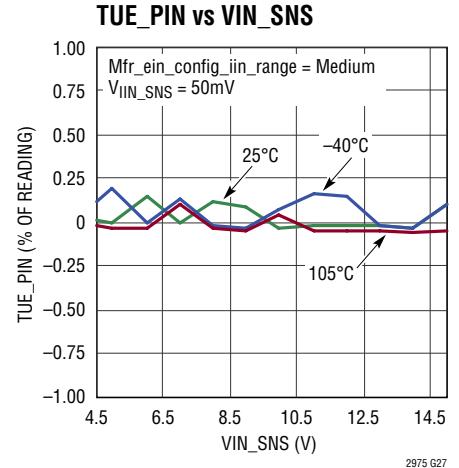 TUE_PIN vs VIN_SNS
1.00
Mfr_ein_config_iin_range = Medium
VIIN_SNS = 50mV
0.75
0.50
–40°C
25°C
0.25
0
105°C
–0.25
–0.50
–0.75
–1.00
TUE_PIN (% OF READING)
4.5 6.5 8.5 10.5 12.5 14.5
VIN_SNS (V)
2975 G27